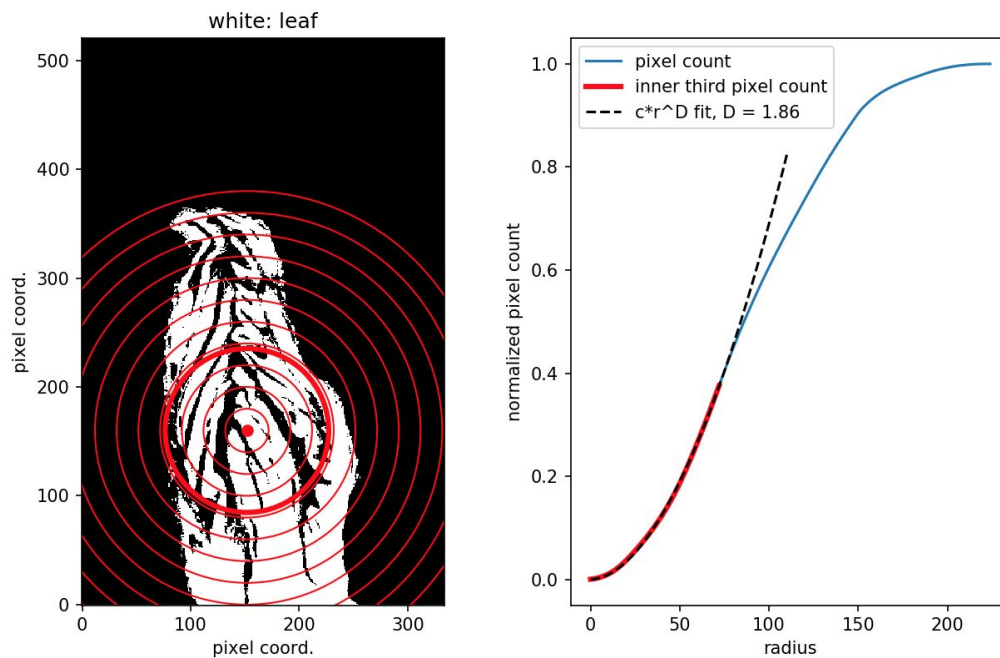 white: leaf
500
400
300
200
100
0
0
100
200
300
pixel coord.
pixel coord.
pixel count
inner third pixel count
c*r^D fit, D = 1.86
1.0
0.8
0.6
0.4
0.2
0.0
0
50
100
150
200
normalized pixel count
radius